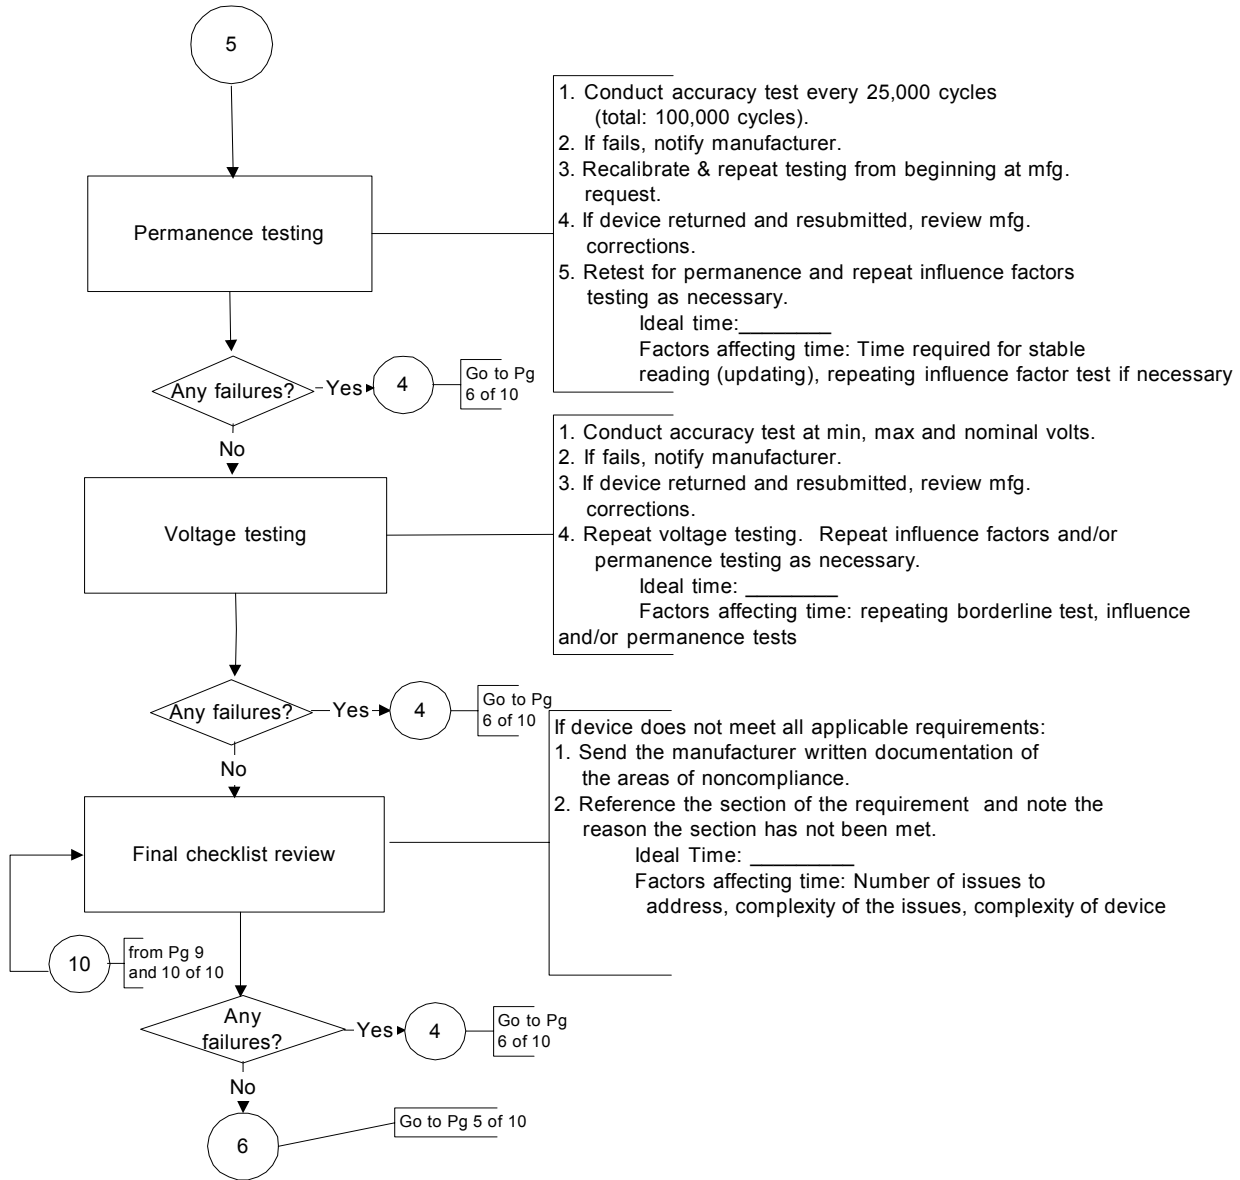 5
1. Conduct accuracy test every 25,000 cycles
(total: 100,000 cycles).
2. If fails, notify manufacturer.
3. Recalibrate & repeat testing from beginning at mfg.
request.
4. If device returned and resubmitted, review mfg.
corrections.
5. Retest for permanence and repeat influence factors
testing as necessary.
Ideal time:________
Factors affecting time: Time required for stable
reading (updating), repeating influence factor test if necessary
Permanence testing
Any failures?
Yes
4
Go to Pg
6 of 10
No
1. Conduct accuracy test at min, max and nominal volts.
2. If fails, notify manufacturer.
3. If device returned and resubmitted, review mfg.
corrections.
4. Repeat voltage testing.  Repeat influence factors and/or
permanence testing as necessary.
Ideal time: ________
Factors affecting time: repeating borderline test, influence
and/or permanence tests
Voltage testing
Any failures?
Yes
4
Go to Pg
6 of 10
No
If device does not meet all applicable requirements:
1. Send the manufacturer written documentation of
the areas of noncompliance.
2. Reference the section of the requirement  and note the
reason the section has not been met.
Ideal Time: _________
Factors affecting time: Number of issues to
address, complexity of the issues, complexity of device
Final checklist review
10
from Pg 9
and 10 of 10
Any
failures?
Yes
4
Go to Pg
6 of 10
No
6
Go to Pg 5 of 10